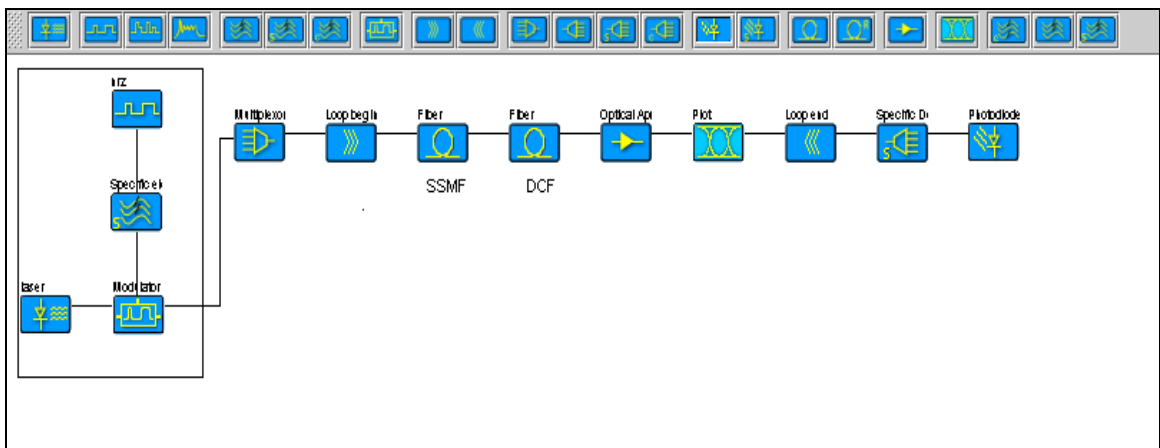 nrz
Multiplexor
Loop begin
Fiber
Fiber
Optical Am
Plot
Loop end
Specific D
Photodiode
SSMF
DCF
Specific el
laser
Modulator